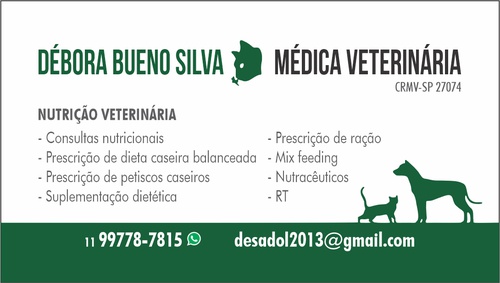 DÉBORA BUENO SILVA MÉDICA VETERINÁRIA
CRMV-SP 27074
NUTRIÇÃO VETERINÁRIA
- Consultas nutricionais
- Prescrição de dieta caseira balanceada
- Prescrição de petiscos caseiros
- Suplementação dietética
- Prescrição de ração
- Mix feeding
- Nutracêuticos
- RT
11 99778-7815 desadol2013@gmail.com